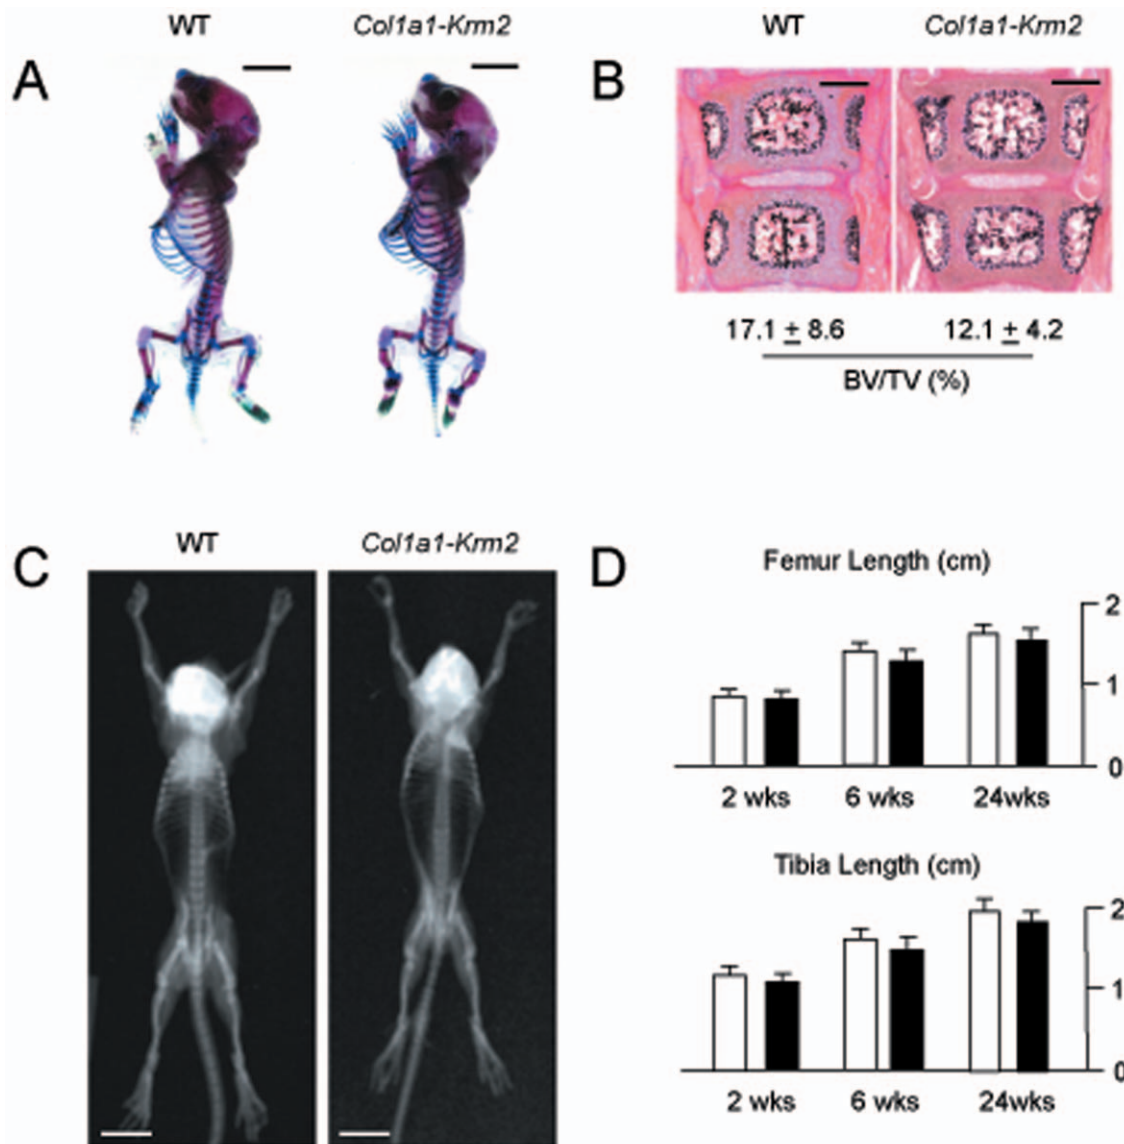 WT Col1a1-Krm2
A
WT Col1a1-Krm2
B
17.1 ± 8.6 12.1 ± 4.2
BV/TV (%)
WT Col1a1-Krm2
C
D
Femur Length (cm)
2
1
0
2 wks 6 wks 24wks
Tibia Length (cm)
2
1
0
2 wks 6 wks 24wks